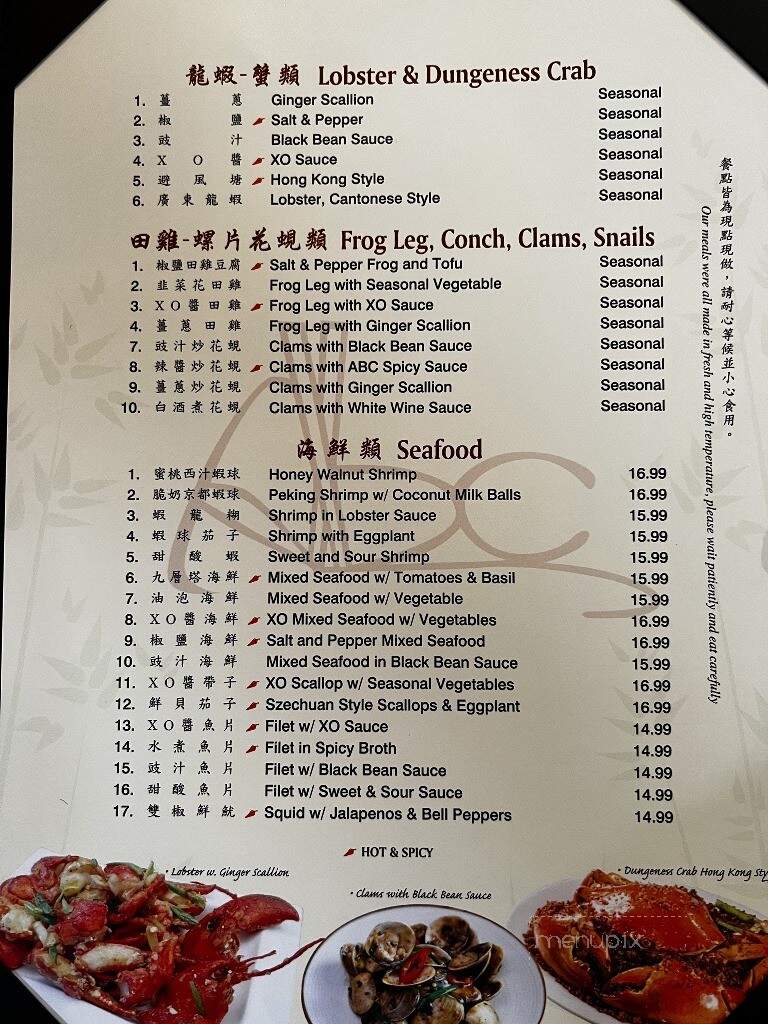 龍蝦-蟹類 Lobster & Dungeness Crab
1. 薑蔥 Ginger Scallion Seasonal
2. 椒鹽 Salt & Pepper Seasonal
3. 豉汁 Black Bean Sauce Seasonal
4. XO醬 XO Sauce Seasonal
5. 避風塘 Hong Kong Style Seasonal
6. 廣東龍蝦 Lobster, Cantonese Style Seasonal
田雞-螺片花蜆類 Frog Leg, Conch, Clams, Snails
1. 椒鹽田雞豆腐 Salt & Pepper Frog and Tofu Seasonal
2. 韭菜花田雞 Frog Leg with Seasonal Vegetable Seasonal
3. XO醬田雞 Frog Leg with XO Sauce Seasonal
4. 薑蔥田雞 Frog Leg with Ginger Scallion Seasonal
7. 豉汁炒花蜆 Clams with Black Bean Sauce Seasonal
8. 辣醬炒花蜆 Clams with ABC Spicy Sauce Seasonal
9. 薑蔥炒花蜆 Clams with Ginger Scallion Seasonal
10. 白酒煮花蜆 Clams with White Wine Sauce Seasonal
海鮮類 Seafood
1. 蜜桃西汁蝦球 Honey Walnut Shrimp 16.99
2. 脆奶京都蝦球 Peking Shrimp w/ Coconut Milk Balls 16.99
3. 蝦龍糊 Shrimp in Lobster Sauce 15.99
4. 蝦球茄子 Shrimp with Eggplant 15.99
5. 甜酸蝦 Sweet and Sour Shrimp 15.99
6. 九層塔海鮮 Mixed Seafood w/ Tomatoes & Basil 15.99
7. 油泡海鮮 Mixed Seafood w/ Vegetable 15.99
8. XO醬海鮮 XO Mixed Seafood w/ Vegetables 16.99
9. 椒鹽海鮮 Salt and Pepper Mixed Seafood 16.99
10. 豉汁海鮮 Mixed Seafood in Black Bean Sauce 15.99
11. XO醬帶子 XO Scallop w/ Seasonal Vegetables 16.99
12. 鮮貝茄子 Szechuan Style Scallops & Eggplant 16.99
13. XO醬魚片 Filet w/ XO Sauce 14.99
14. 水煮魚片 Filet in Spicy Broth 14.99
15. 豉汁魚片 Filet w/ Black Bean Sauce 14.99
16. 甜酸魚片 Filet w/ Sweet & Sour Sauce 14.99
17. 雙椒鮮魷 Squid w/ Jalapenos & Bell Peppers 14.99
HOT & SPICY
餐點皆為現點現做，請耐心等候並小心食用。
Our meals were all made in fresh and high temperature, please wait patiently and eat carefully
• Lobster w. Ginger Scallion
• Clams with Black Bean Sauce
• Dungeness Crab Hong Kong Sty
menupix
abc